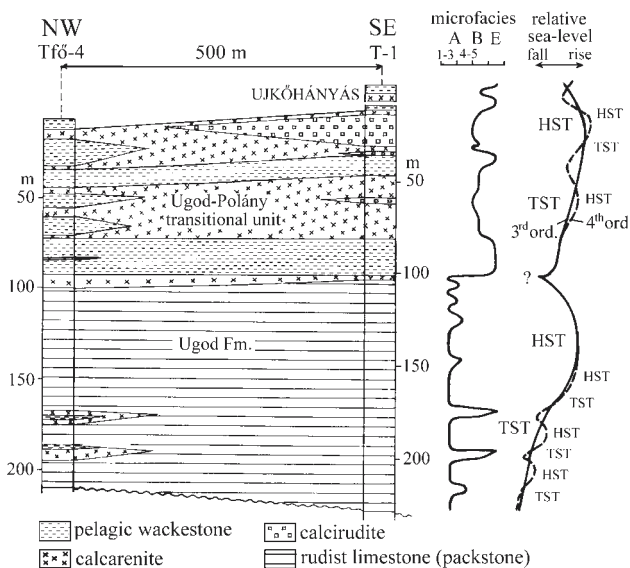 NW
Tfő-4
500 m
SE
T-1
UJKŐHÁNYÁS
microfacies
A B E
1-3 4-5
relative
sea-level
fall rise
HST
HST
TST
m
50
m
50
Ugod-Polány
transitional unit
TST
HST
3rd ord.
4th ord
100
100
?
Ugod Fm.
HST
150
150
HST
TST
TST
HST
TST
200
200
HST
TST
pelagic wackestone
calcirudite
calcarenite
rudist limestone (packstone)